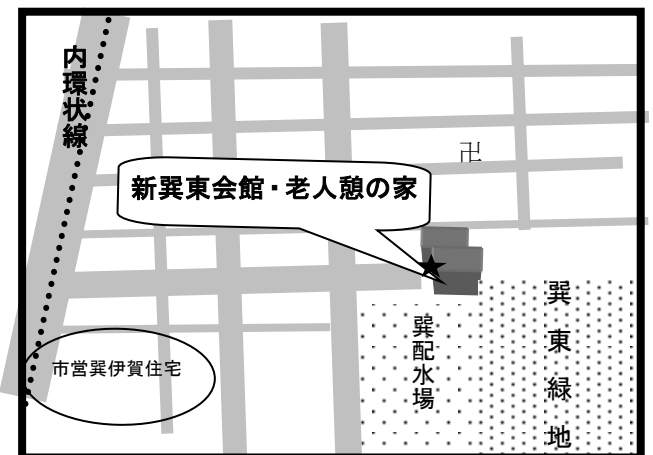 内環状線
卍
新巽東会館・老人憩の家
巽東緑地
巽配水場
市営巽伊賀住宅